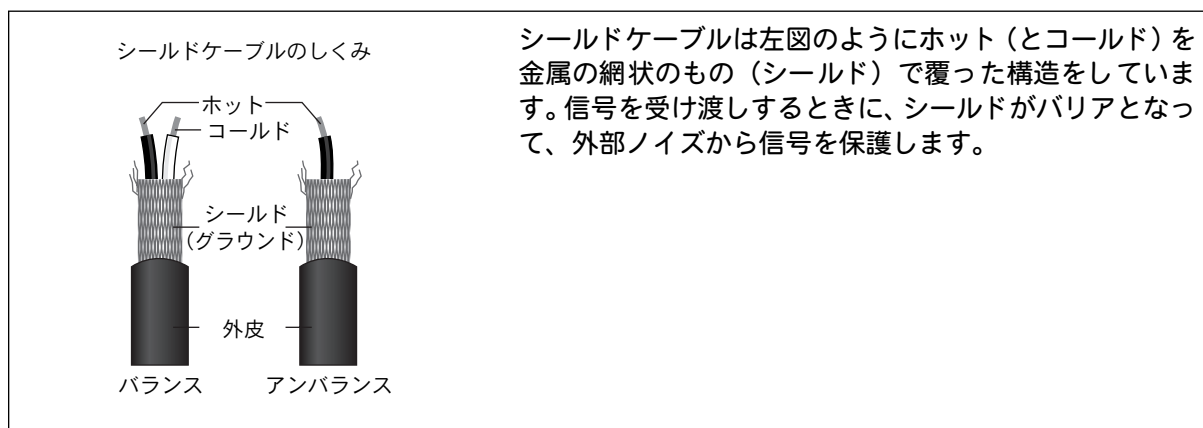 シールドケーブルのしくみ
ホット
コールド
シールド
(グラウンド)
外皮
バランス
アンバランス
シールドケーブルは左図のようにホット(とコールド)を
金属の網状のもの(シールド)で覆った構造をしていま
す。信号を受け渡しするときに、シールドがバリアとなっ
て、外部ノイズから信号を保護します。